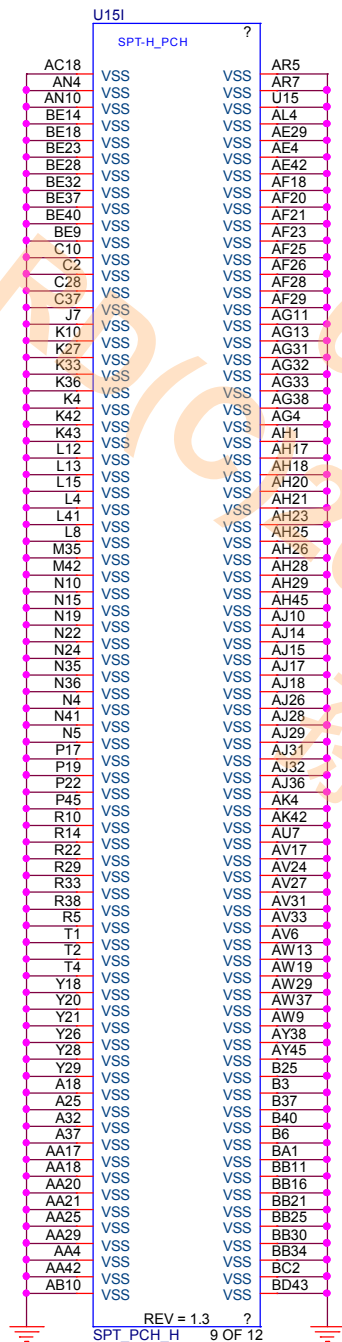 U15I
SPT-H_PCH ?
AC18 VSS VSS AR5
AN4 VSS VSS AR7
AN10 VSS VSS U15
BE14 VSS VSS AL4
BE18 VSS VSS AE29
BE23 VSS VSS AE4
BE28 VSS VSS AE42
BE32 VSS VSS AF18
BE37 VSS VSS AF20
BE40 VSS VSS AF21
BE9 VSS VSS AF23
C10 VSS VSS AF25
C2 VSS VSS AF26
C28 VSS VSS AF28
C37 VSS VSS AF29
J7 VSS VSS AG11
K10 VSS VSS AG13
K27 VSS VSS AG31
K33 VSS VSS AG32
K36 VSS VSS AG33
K4 VSS VSS AG38
K42 VSS VSS AG4
K43 VSS VSS AH1
L12 VSS VSS AH17
L13 VSS VSS AH18
L15 VSS VSS AH20
L4 VSS VSS AH21
L41 VSS VSS AH23
L8 VSS VSS AH25
M35 VSS VSS AH26
M42 VSS VSS AH28
N10 VSS VSS AH29
N15 VSS VSS AH45
N19 VSS VSS AJ10
N22 VSS VSS AJ14
N24 VSS VSS AJ15
N35 VSS VSS AJ17
N36 VSS VSS AJ18
N4 VSS VSS AJ26
N41 VSS VSS AJ28
N5 VSS VSS AJ29
P17 VSS VSS AJ31
P19 VSS VSS AJ32
P22 VSS VSS AJ36
P45 VSS VSS AK4
R10 VSS VSS AK42
R14 VSS VSS AU7
R22 VSS VSS AV17
R29 VSS VSS AV24
R33 VSS VSS AV27
R38 VSS VSS AV31
R5 VSS VSS AV33
T1 VSS VSS AV6
T2 VSS VSS AW13
T4 VSS VSS AW19
Y18 VSS VSS AW29
Y20 VSS VSS AW37
Y21 VSS VSS AW9
Y26 VSS VSS AY38
Y28 VSS VSS AY45
Y29 VSS VSS B25
A18 VSS VSS B3
A25 VSS VSS B37
A32 VSS VSS B40
A37 VSS VSS B6
AA17 VSS VSS BA1
AA18 VSS VSS BB11
AA20 VSS VSS BB16
AA21 VSS VSS BB21
AA25 VSS VSS BB25
AA29 VSS VSS BB30
AA4 VSS VSS BB34
AA42 VSS VSS BC2
AB10 VSS VSS BD43
REV = 1.3 ?
SPT_PCH_H 9 OF 12